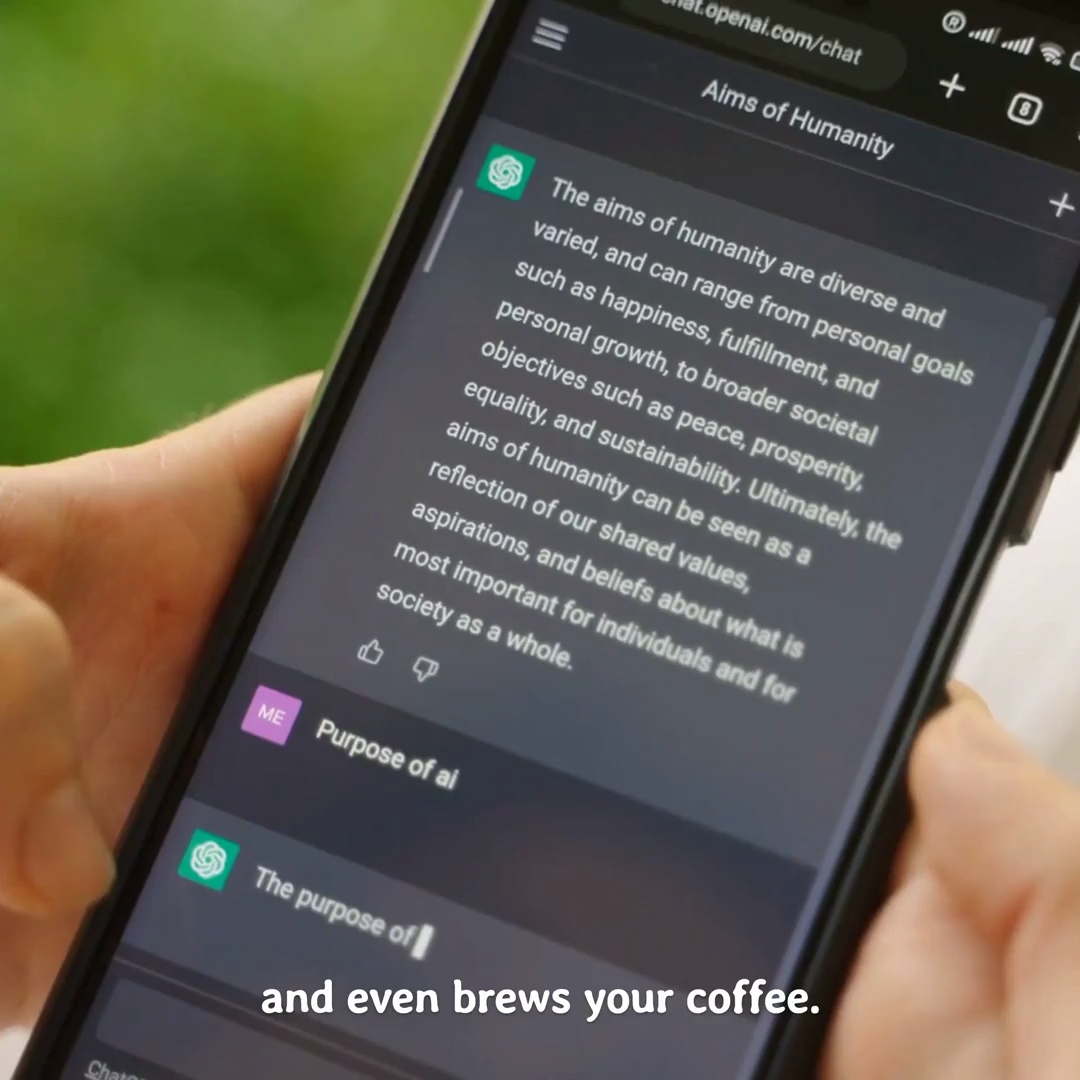 chat.openai.com/chat
8
Aims of Humanity
The aims of humanity are diverse and
varied, and can range from personal goals
such as happiness, fulfillment, and
personal growth, to broader societal
objectives such as peace, prosperity,
equality, and sustainability. Ultimately, the
aims of humanity can be seen as a
reflection of our shared values,
aspirations, and beliefs about what is
most important for individuals and for
society as a whole.
ME
Purpose of ai
The purpose of
and even brews your coffee.